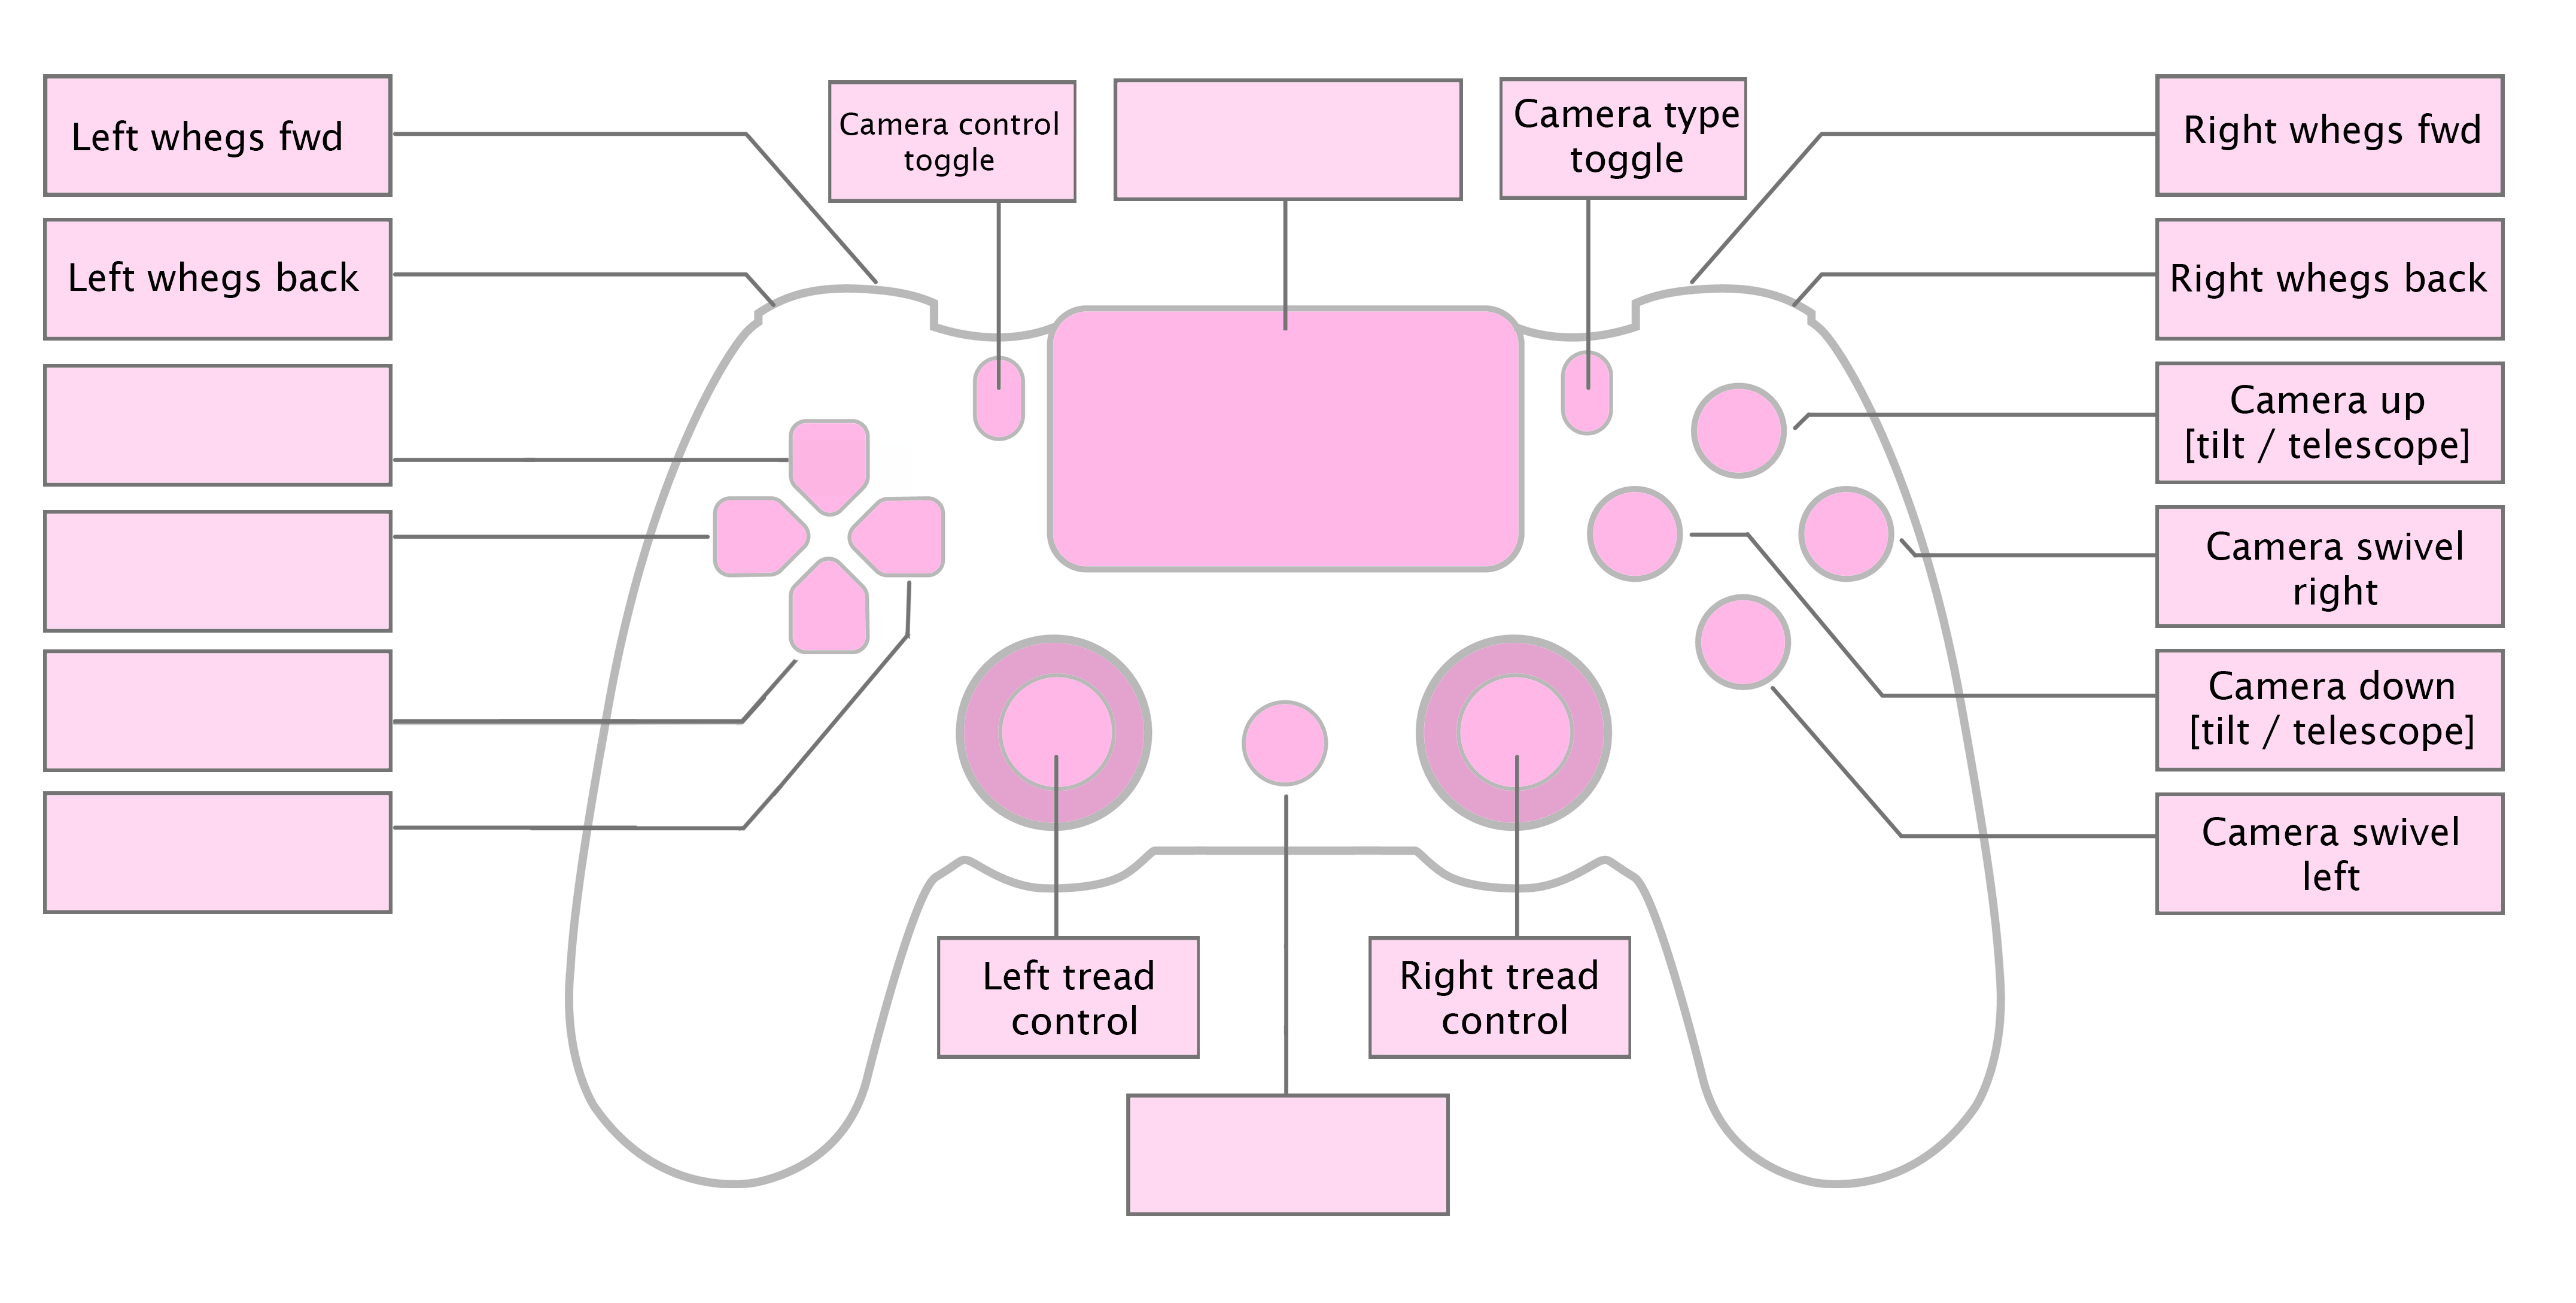 Left whegs fwd
Left whegs back
Camera control
toggle
Camera type
toggle
Right whegs fwd
Right whegs back
Camera up
[tilt / telescope]
Camera swivel
right
Camera down
[tilt / telescope]
Camera swivel
left
Left tread
control
Right tread
control